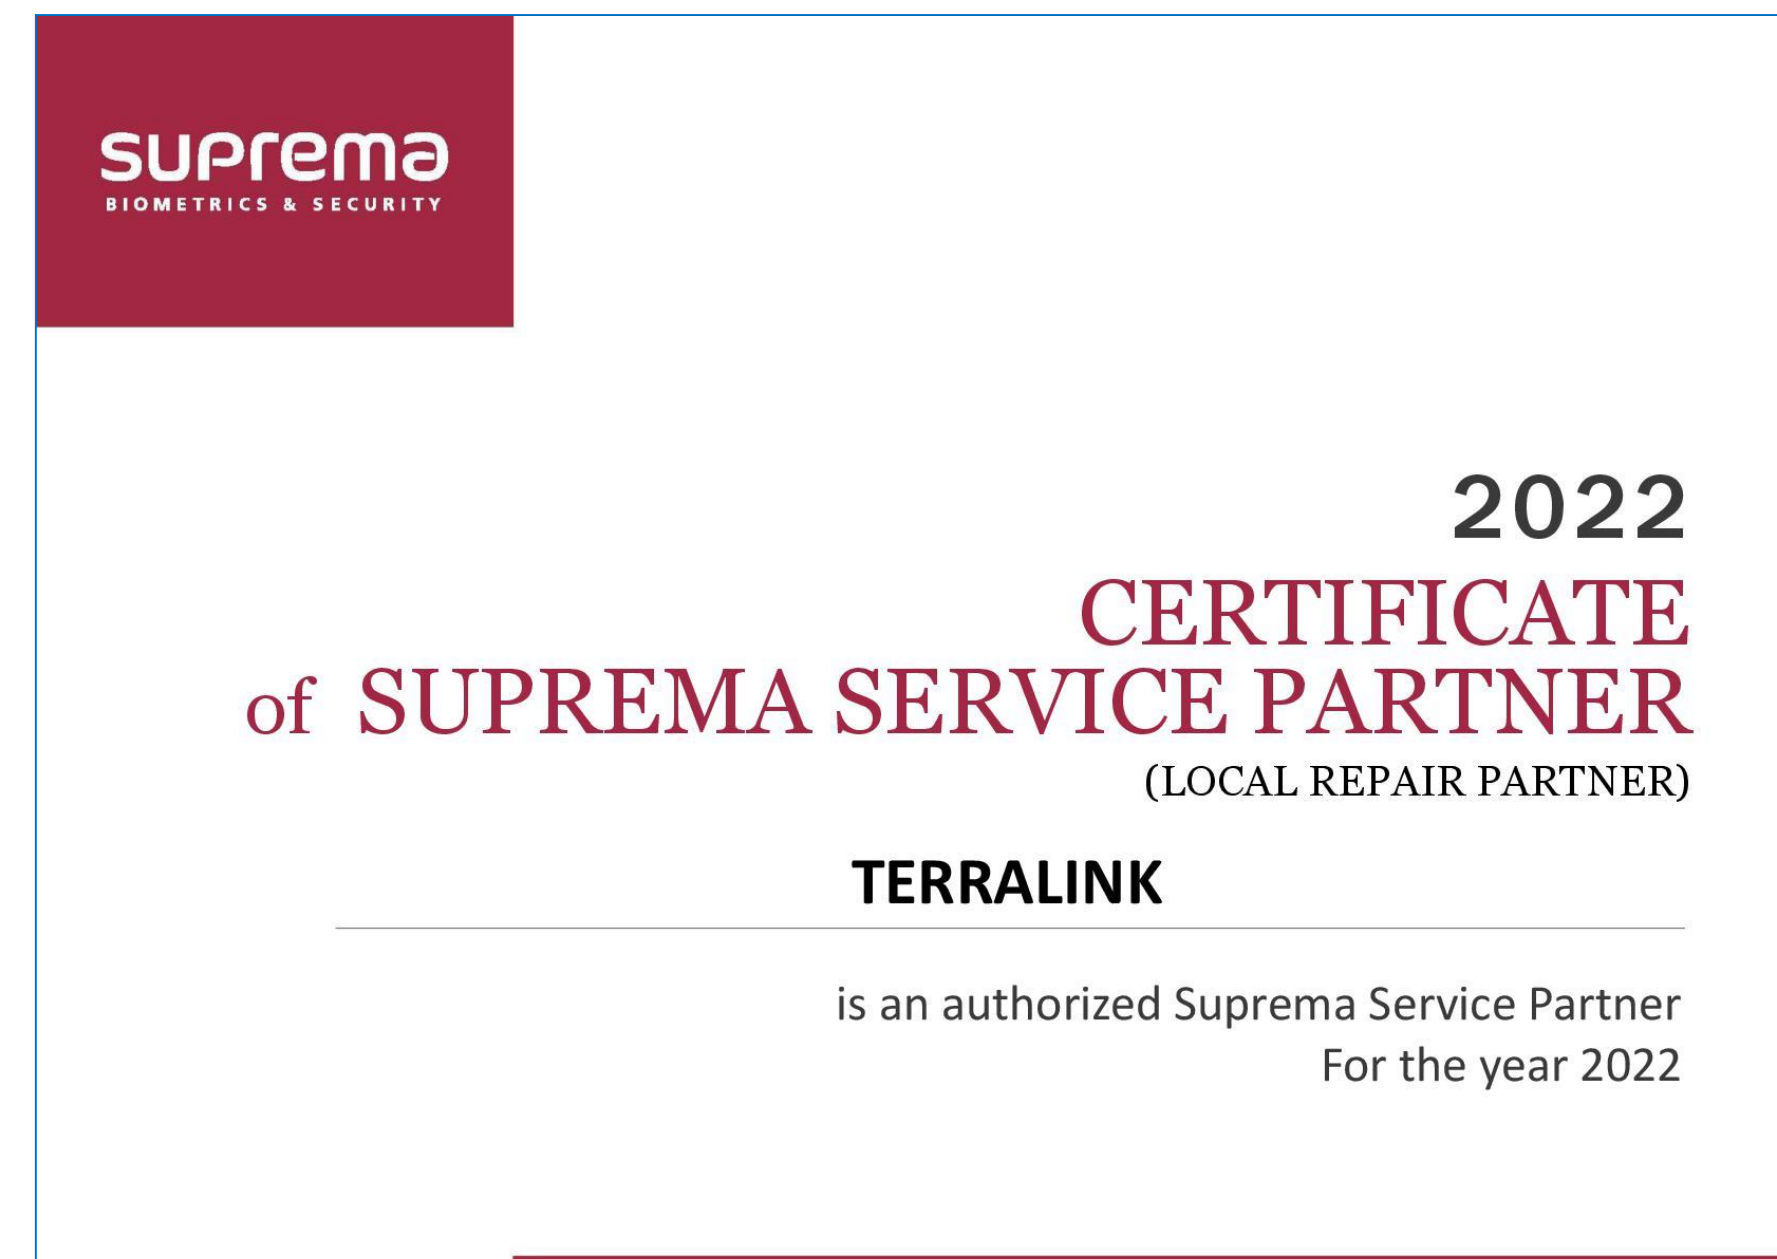 suprema
BIOMETRICS & SECURITY
2022
CERTIFICATE
of SUPREMA SERVICE PARTNER
(LOCAL REPAIR PARTNER)
TERRALINK
is an authorized Suprema Service Partner
For the year 2022